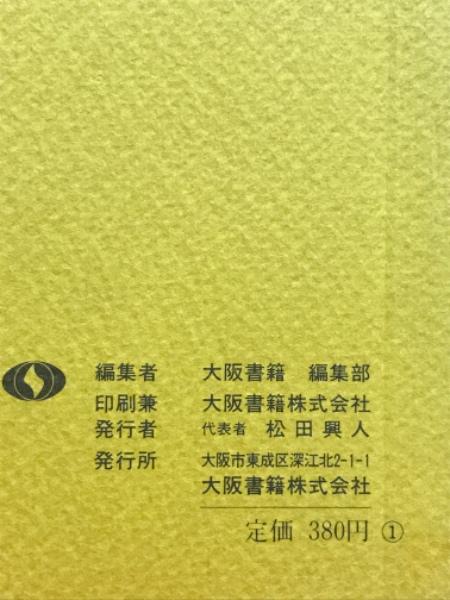 編集者 大阪書籍 編集部
印刷兼 大阪書籍株式会社
発行者 代表者 松田興人
発行所 大阪市東成区深江北2-1-1
大阪書籍株式会社
定価 380円 ①